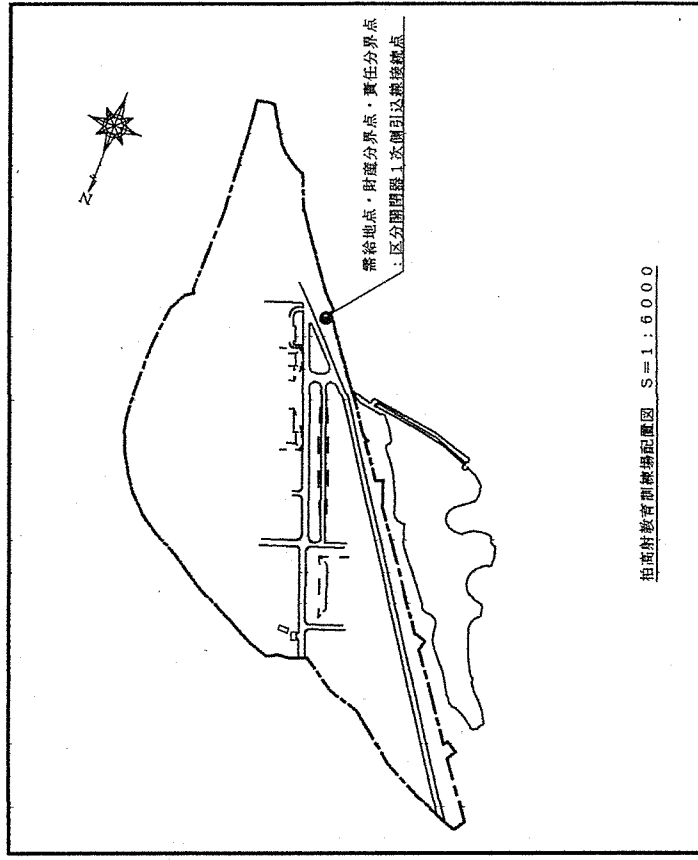 N
需給地点・財産分界点・責任分界点
：区分開閉器１次側引込線接続点
柏高射教育訓練場配置図　S＝１：６０００